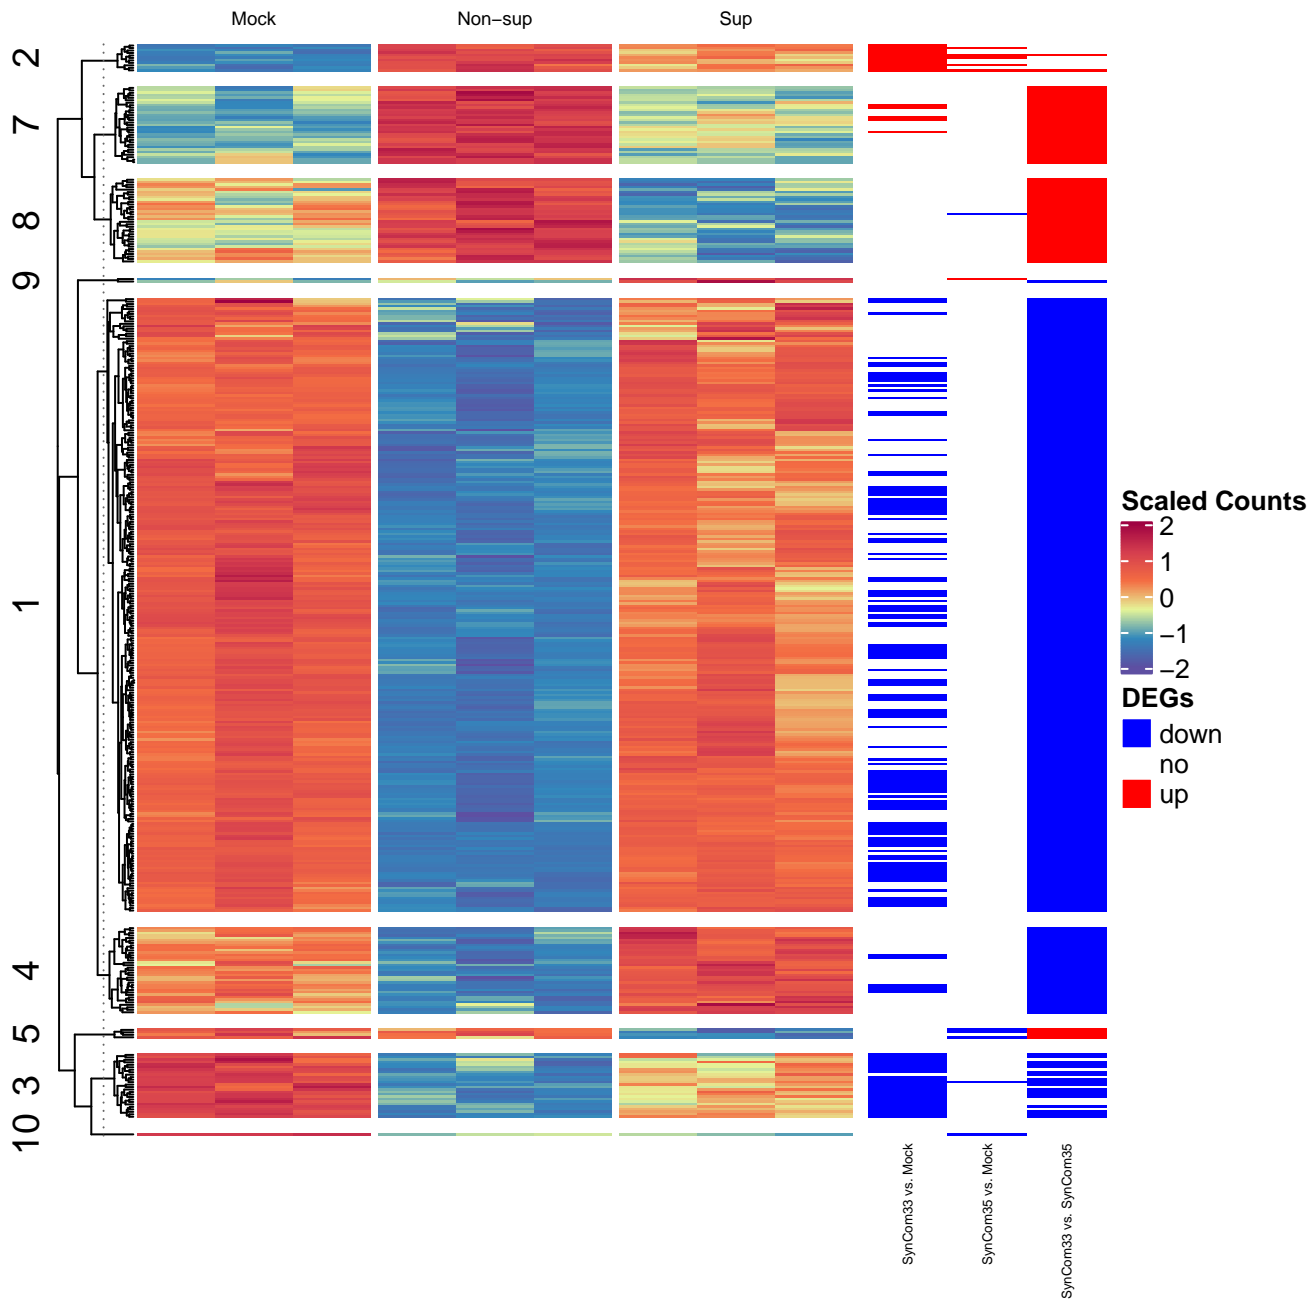 Mock
Non−sup
Sup
2
7
8
9
1
4
5
3
10
Scaled Counts
2
1
0
−1
−2
DEGs
down
no
up
SynCom33 vs. Mock
SynCom35 vs. Mock
SynCom33 vs. SynCom35